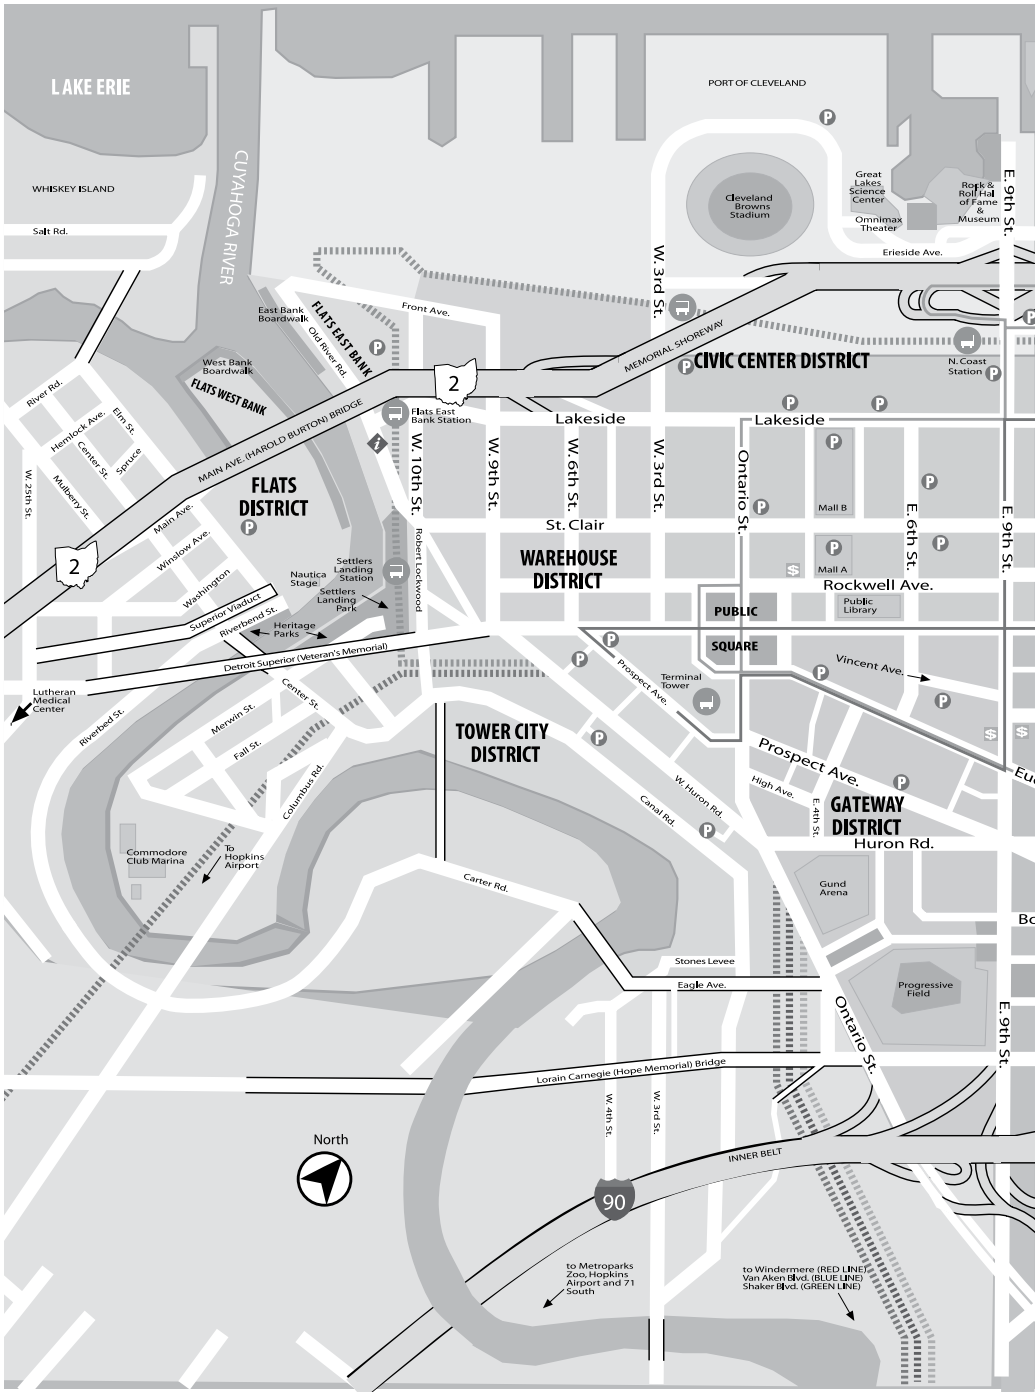 LAKE ERIE
PORT OF CLEVELAND
P
CUYAHOGA RIVER
WHISKEY ISLAND
Salt Rd.
Cleveland
Browns
Stadium
Great
Lakes
Science
Center
Omnimax
Theater
Rock &
Roll Hall
of Fame
&
Museum
E. 9th St.
Erieside Ave.
W. 3rd St.
East Bank
Boardwalk
FLATS EAST BANK
Old River Rd.
Front Ave.
P
P
MEMORIAL SHOREWAY
CIVIC CENTER DISTRICT
P
N. Coast
Station
P
West Bank
Boardwalk
FLATS WEST BANK
2
MAIN AVE. (HAROLD BURTON) BRIDGE
Flats East
Bank Station
i
River Rd.
Hemlock Ave.
Elm St.
Center St.
Spruce
Mulberry St.
W. 25th St.
Main Ave.
Winslow Ave.
Washington
2
FLATS
DISTRICT
P
Lakeside
Lakeside
P
P
W. 10th St.
W. 9th St.
W. 6th St.
W. 3rd St.
Ontario St.
P
Mall B
P
P
E. 6th St.
E. 9th St.
St. Clair
P
P
Mall A
$
Robert Lockwood
WAREHOUSE
DISTRICT
Settlers
Landing
Station
Nautica
Stage
Settlers
Landing
Park
Rockwell Ave.
Public
Library
PUBLIC
SQUARE
Superior Viaduct
Riverbend St.
Heritage
Parks
Detroit Superior (Veteran's Memorial)
P
P
Prospect Ave.
Terminal
Tower
P
Vincent Ave.
P
Lutheran
Medical
Center
Riverbed St.
Merwin St.
Center St.
Fall St.
Columbus Rd.
TOWER CITY
DISTRICT
P
W. Huron Rd.
Canal Rd.
P
Prospect Ave.
High Ave.
E. 4th St.
P
$
$
Euc
GATEWAY
DISTRICT
Huron Rd.
Commodore
Club Marina
To
Hopkins
Airport
Carter Rd.
Gund
Arena
Bo
Stones Levee
Eagle Ave.
Progressive
Field
Ontario St.
E. 9th St.
Lorain Carnegie (Hope Memorial) Bridge
W. 4th St.
W. 3rd St.
North
INNER BELT
90
to Metroparks
Zoo, Hopkins
Airport and 71
South
to Windermere (RED LINE)
Van Aken Blvd. (BLUE LINE)
Shaker Blvd. (GREEN LINE)